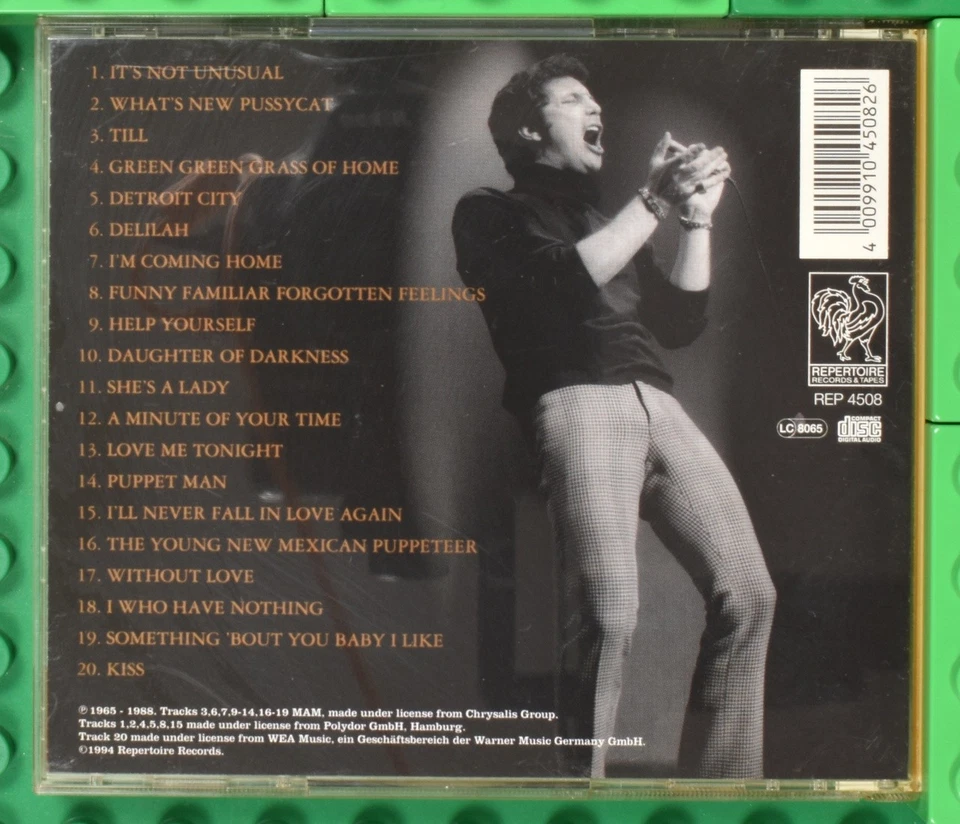 1. IT'S NOT UNUSUAL
2. WHAT'S NEW PUSSYCAT
3. TILL
4. GREEN GREEN GRASS OF HOME
5. DETROIT CITY
6. DELILAH
7. I'M COMING HOME
8. FUNNY FAMILIAR FORGOTTEN FEELINGS
9. HELP YOURSELF
10. DAUGHTER OF DARKNESS
11. SHE'S A LADY
12. A MINUTE OF YOUR TIME
13. LOVE ME TONIGHT
14. PUPPET MAN
15. I'LL NEVER FALL IN LOVE AGAIN
16. THE YOUNG NEW MEXICAN PUPPETEER
17. WITHOUT LOVE
18. I WHO HAVE NOTHING
19. SOMETHING 'BOUT YOU BABY I LIKE
20. KISS
℗ 1965 - 1988. Tracks 3,6,7,9-14,16-19 MAM, made under license from Chrysalis Group.
Tracks 1,2,4,5,8,15 made under license from Polydor GmbH, Hamburg.
Track 20 made under license from WEA Music, ein Geschäftsbereich der Warner Music Germany GmbH.
©1994 Repertoire Records.
4 009910 450826
REPERTOIRE
RECORDS & TAPES
REP 4508
LC 8065
COMPACT
disc
DIGITAL AUDIO